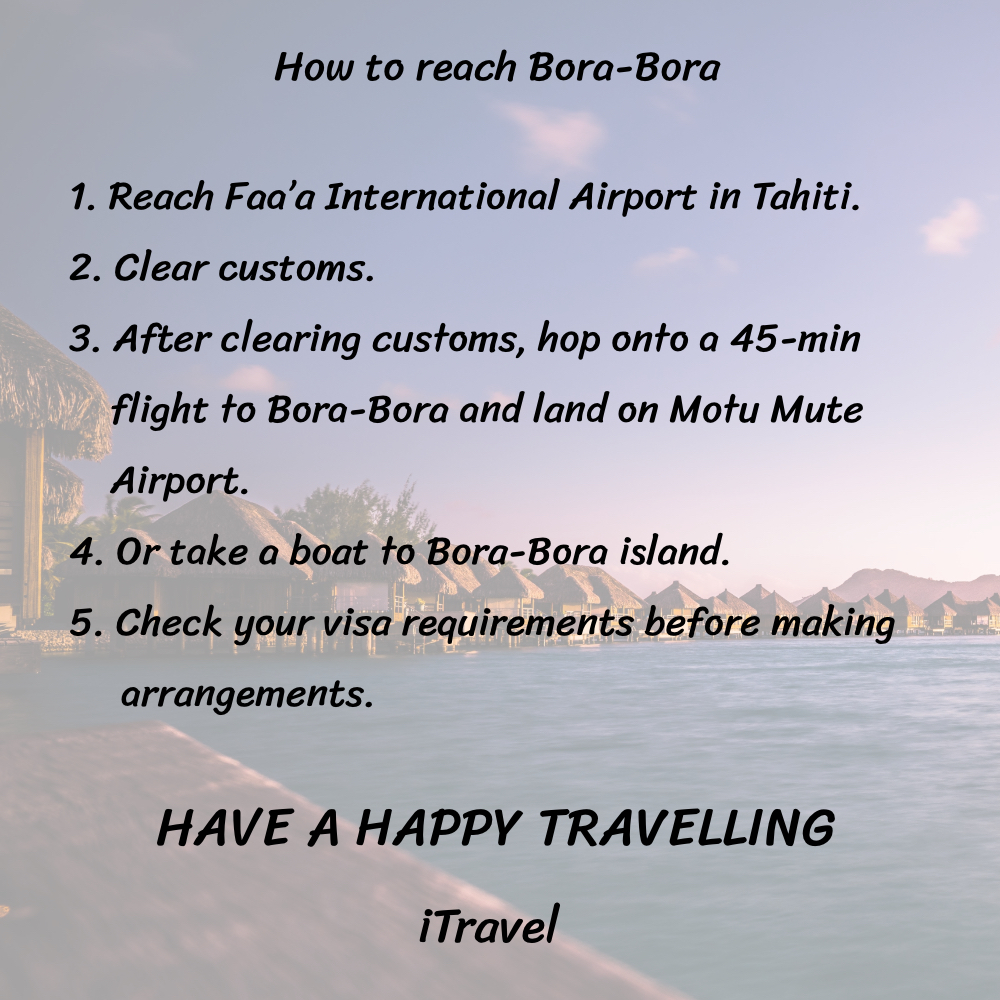 How to reach Bora-Bora
1. Reach Faa'a International Airport in Tahiti.
2. Clear customs.
3. After clearing customs, hop onto a 45-min
flight to Bora-Bora and land on Motu Mute
Airport.
4. Or take a boat to Bora-Bora island.
5. Check your visa requirements before making
arrangements.
HAVE A HAPPY TRAVELLING
iTravel